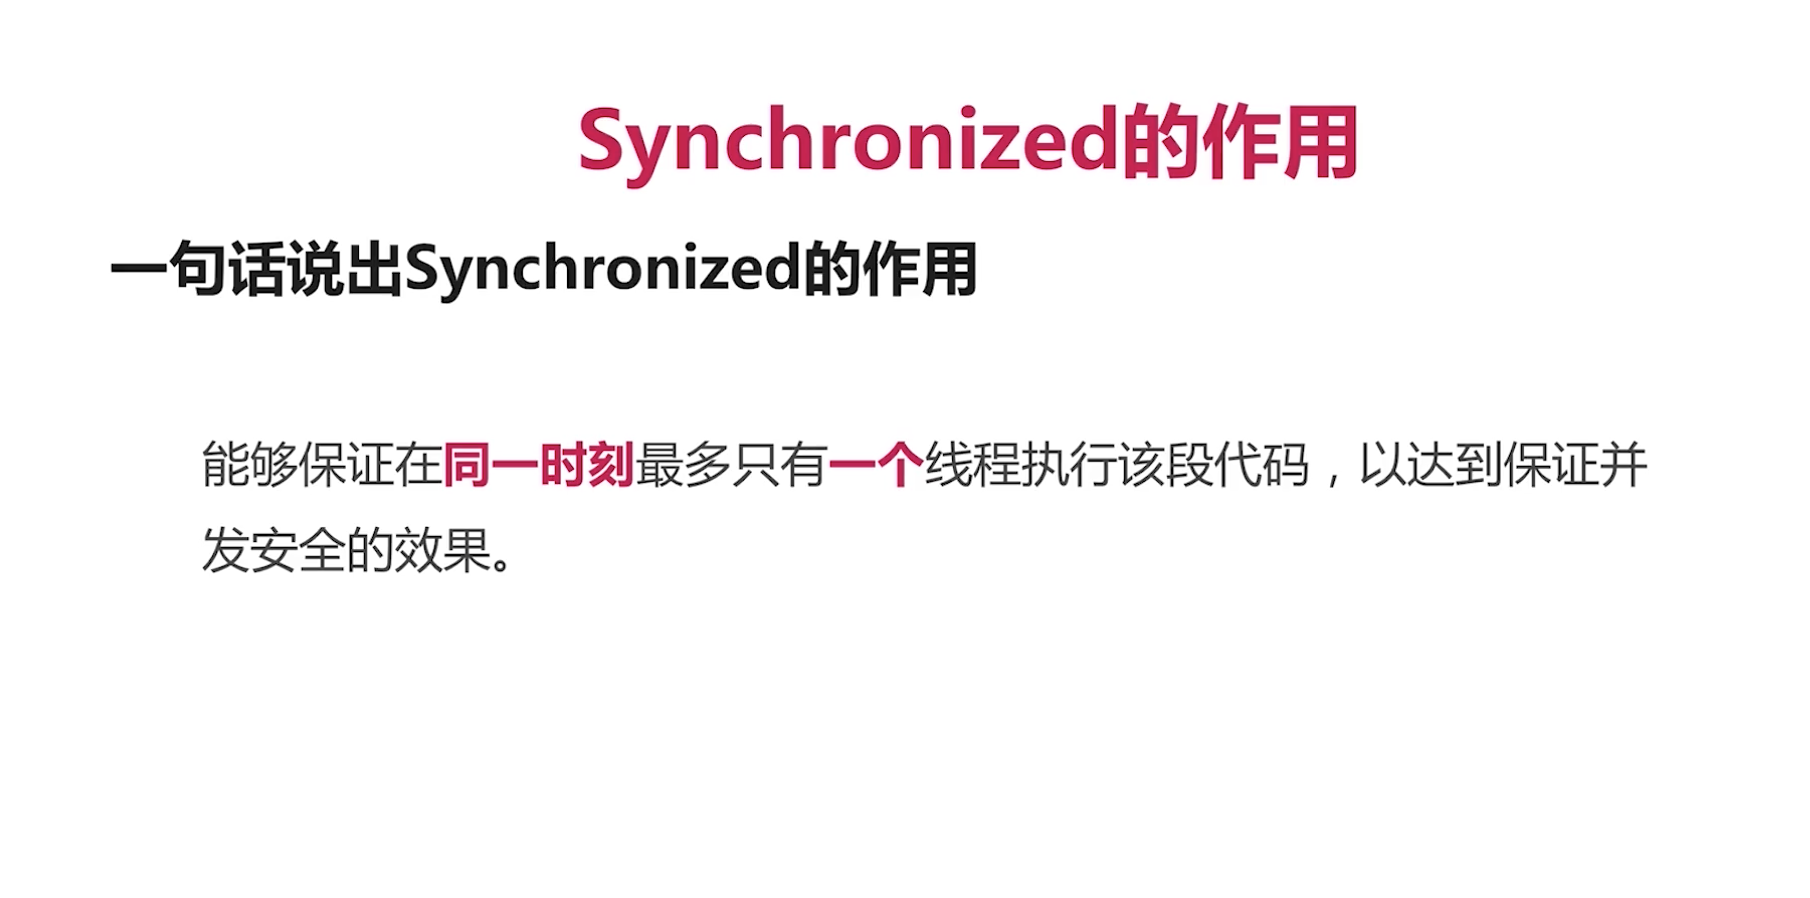 Synchronized的作用
一句话说出Synchronized的作用
能够保证在同一时刻最多只有一个线程执行该段代码，以达到保证并
发安全的效果。